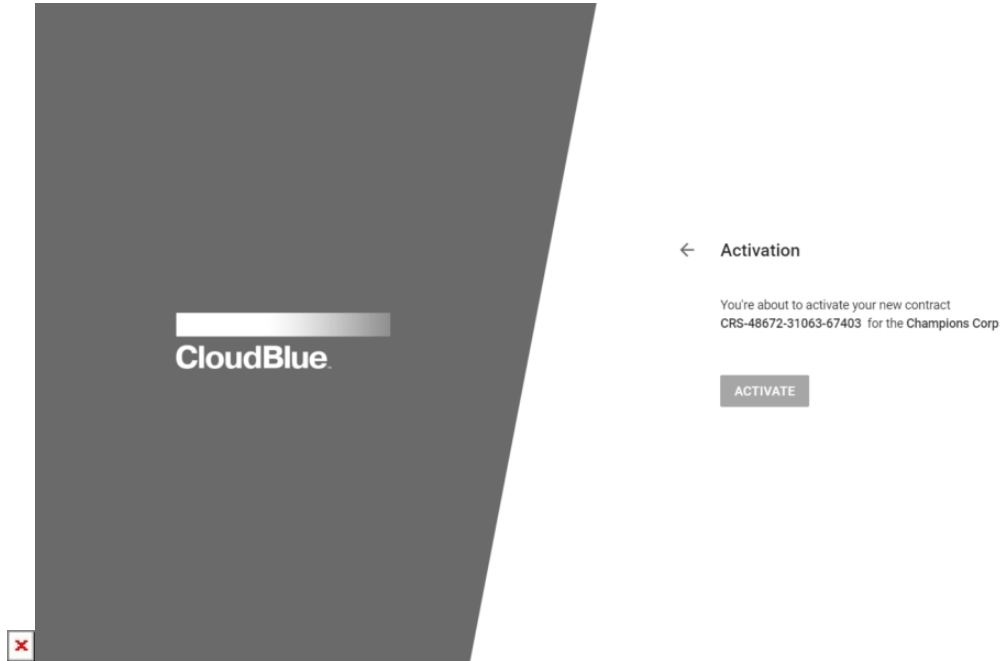 CloudBlue
Activation
You're about to activate your new contract
CRS-48672-31063-67403 for the Champions Corp
ACTIVATE